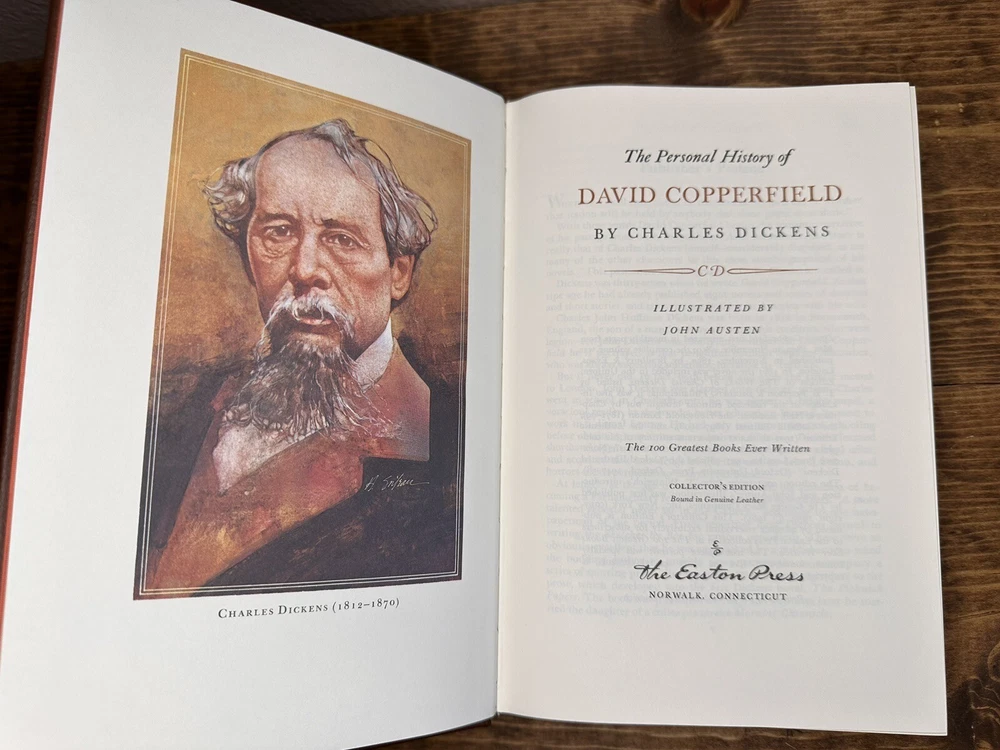 CHARLES DICKENS (1812–1870)
The Personal History of
DAVID COPPERFIELD
BY CHARLES DICKENS
CD
ILLUSTRATED BY
JOHN AUSTEN
The 100 Greatest Books Ever Written
COLLECTOR'S EDITION
Bound in Genuine Leather
The Easton Press
NORWALK, CONNECTICUT